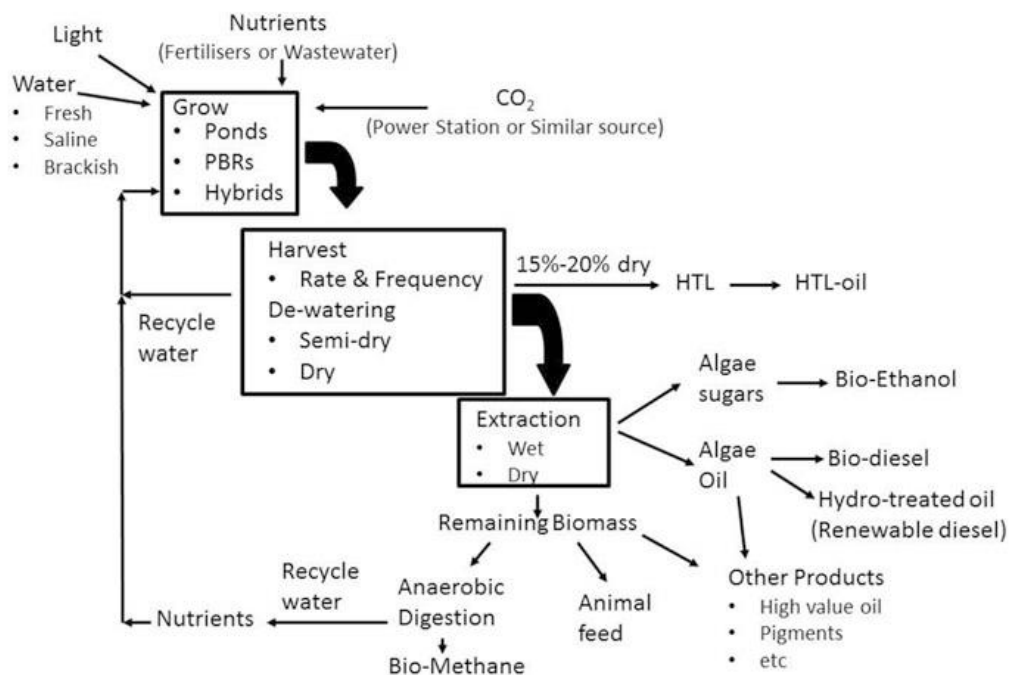 Light
Nutrients
(Fertilisers or Wastewater)
Water
• Fresh
• Saline
• Brackish
CO₂
(Power Station or Similar source)
Grow
• Ponds
• PBRs
• Hybrids
Harvest
• Rate & Frequency
De-watering
• Semi-dry
• Dry
15%-20% dry
HTL
HTL-oil
Recycle
water
Extraction
• Wet
• Dry
Algae
sugars
Bio-Ethanol
Algae
Oil
Bio-diesel
Hydro-treated oil
(Renewable diesel)
Remaining Biomass
Other Products
• High value oil
• Pigments
• etc
Animal
feed
Anaerobic
Digestion
Recycle
water
Nutrients
Bio-Methane